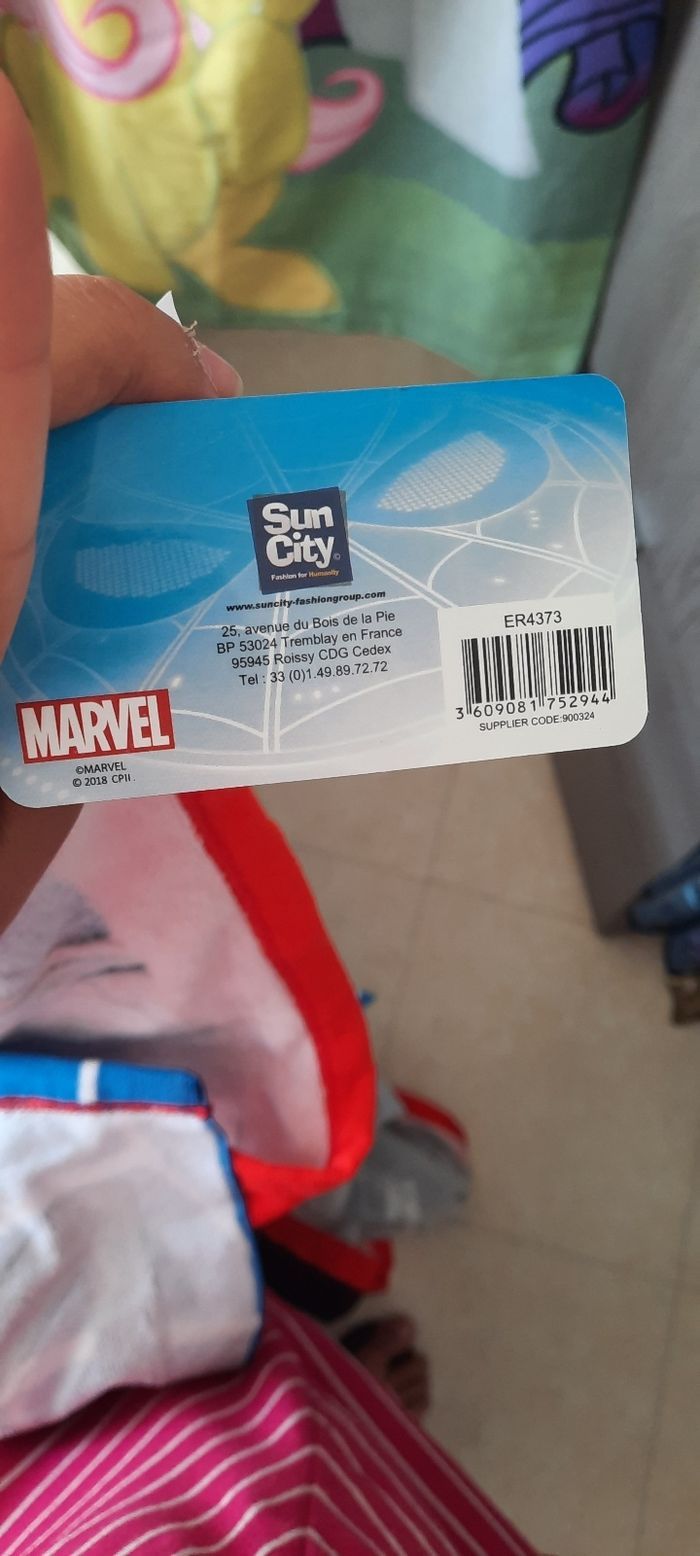 Sun
City©
Fashion for Humanity
www.suncity-fashiongroup.com
25, avenue du Bois de la Pie
BP 53024 Tremblay en France
95945 Roissy CDG Cedex
Tel : 33 (0)1.49.89.72.72
ER4373
3 609081 752944
SUPPLIER CODE:900324
MARVEL
©MARVEL
© 2018 CPII.